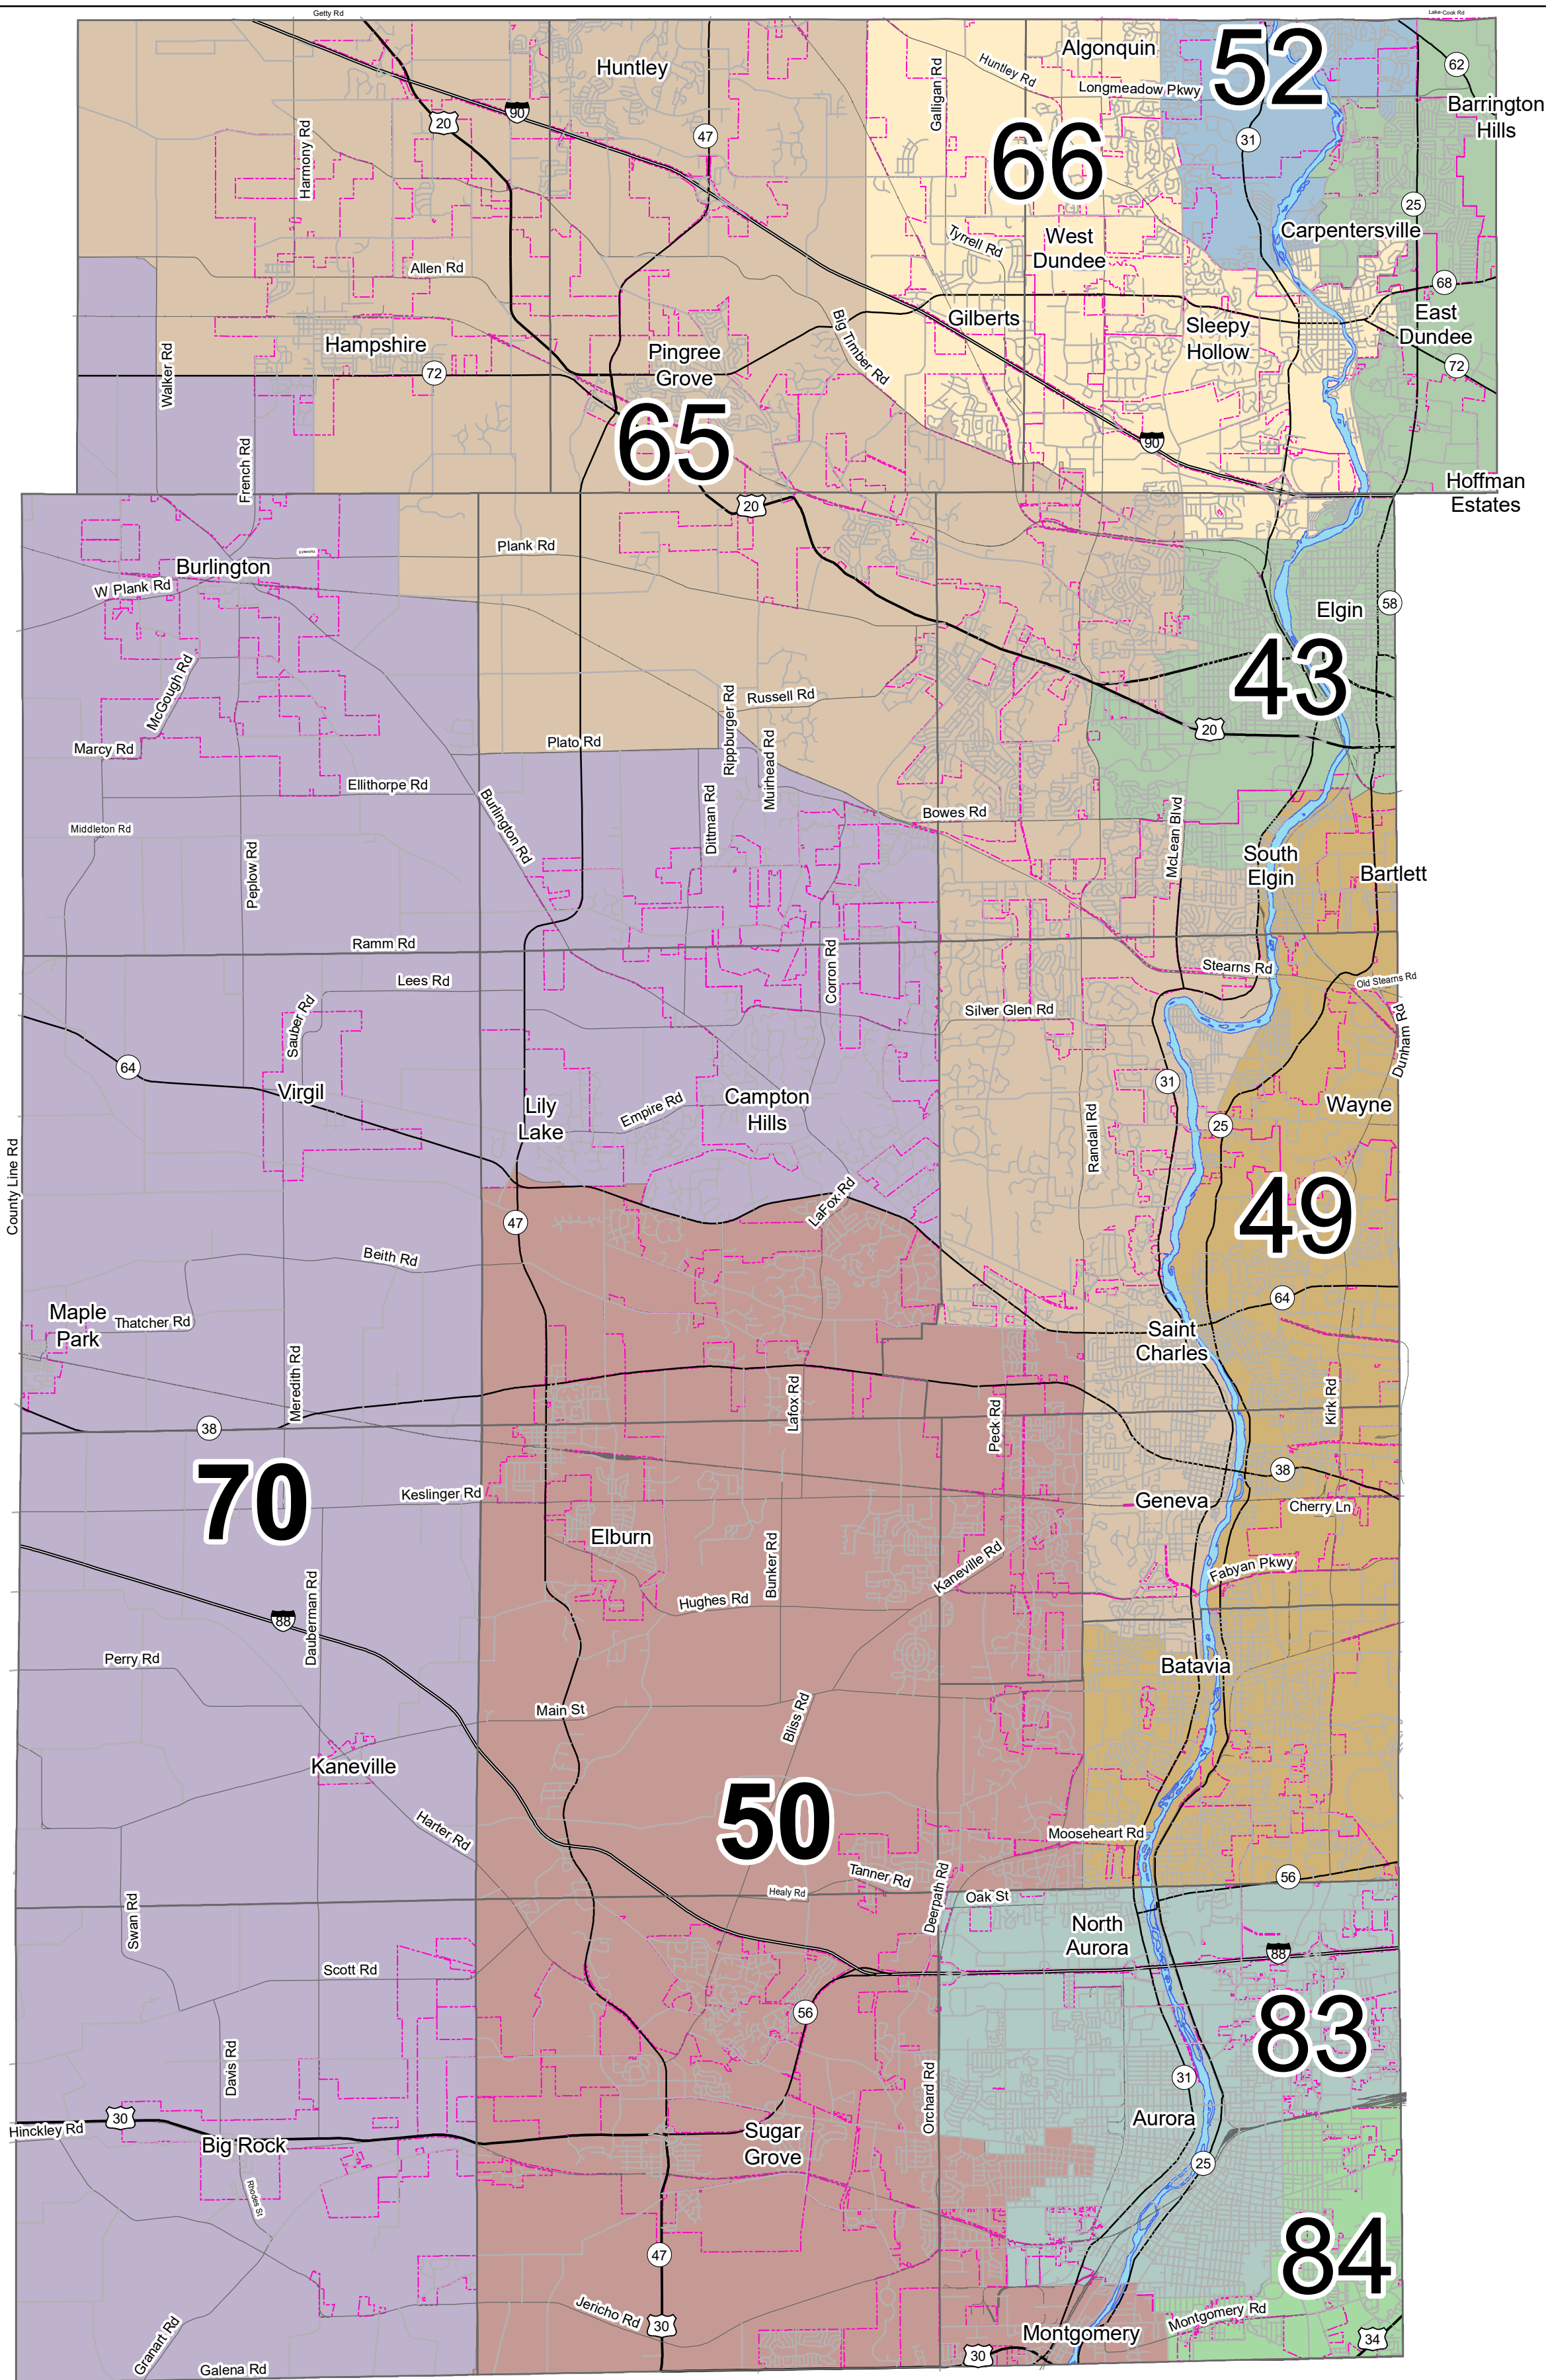 Getty Rd
Lake-Cook Rd
Huntley
Algonquin
52
62
Barrington
Hills
Galligan Rd
Huntley Rd
Longmeadow Pkwy
90
20
47
31
Harmony Rd
66
25
Carpentersville
West
Dundee
Tyrrell Rd
Allen Rd
68
Gilberts
East
Dundee
Sleepy
Hollow
Big Timber Rd
Hampshire
Pingree
Grove
72
72
Walker Rd
65
90
French Rd
Hoffman
Estates
20
Plank Rd
Burlington
W Plank Rd
Elgin
58
43
McGough Rd
Russell Rd
Rippburger Rd
20
Marcy Rd
Plato Rd
Muirhead Rd
Ellithorpe Rd
Burlington Rd
Dittman Rd
Bowes Rd
McLean Blvd
Middleton Rd
South
Elgin
Bartlett
Peplow Rd
Ramm Rd
Corron Rd
Stearns Rd
Old Stearns Rd
Lees Rd
Silver Glen Rd
Sauber Rd
Dunham Rd
64
31
Virgil
Lily
Lake
Empire Rd
Campton
Hills
Wayne
25
Randall Rd
County Line Rd
LaFox Rd
49
47
Beith Rd
64
Maple
Park
Thatcher Rd
Saint
Charles
Meredith Rd
Lafox Rd
Peck Rd
Kirk Rd
38
38
70
Keslinger Rd
Geneva
Cherry Ln
Elburn
Bunker Rd
Kaneville Rd
Fabyan Pkwy
Dauberman Rd
Hughes Rd
88
Perry Rd
Batavia
Main St
Bliss Rd
Kaneville
50
Harter Rd
Mooseheart Rd
Tanner Rd
56
Healy Rd
Deerpath Rd
Oak St
Swan Rd
North
Aurora
88
Scott Rd
56
83
Davis Rd
Orchard Rd
31
30
Hinckley Rd
Big Rock
Sugar
Grove
Aurora
25
Rhodes St
84
47
Jericho Rd
30
Montgomery Rd
Montgomery
34
Granart Rd
30
Galena Rd